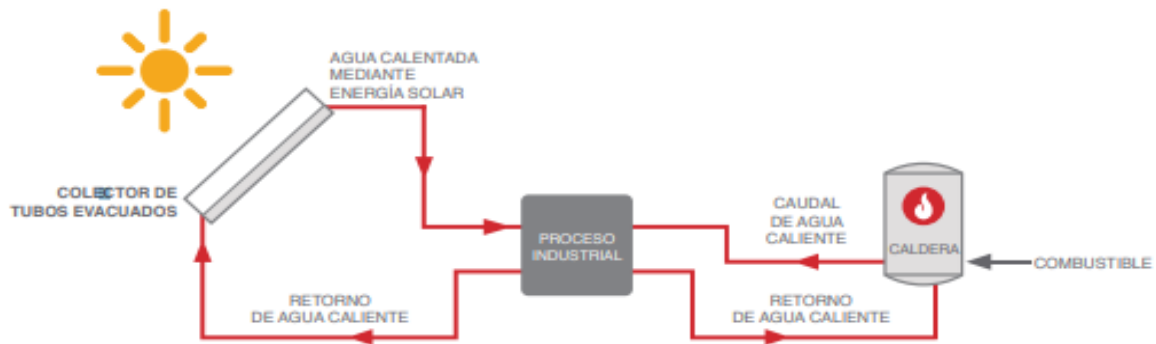 AGUA CALENTADA
MEDIANTE
ENERGÍA SOLAR
COLECTOR DE
TUBOS EVACUADOS
PROCESO
INDUSTRIAL
CAUDAL
DE AGUA
CALIENTE
CALDERA
COMBUSTIBLE
RETORNO
DE AGUA CALIENTE
RETORNO
DE AGUA CALIENTE